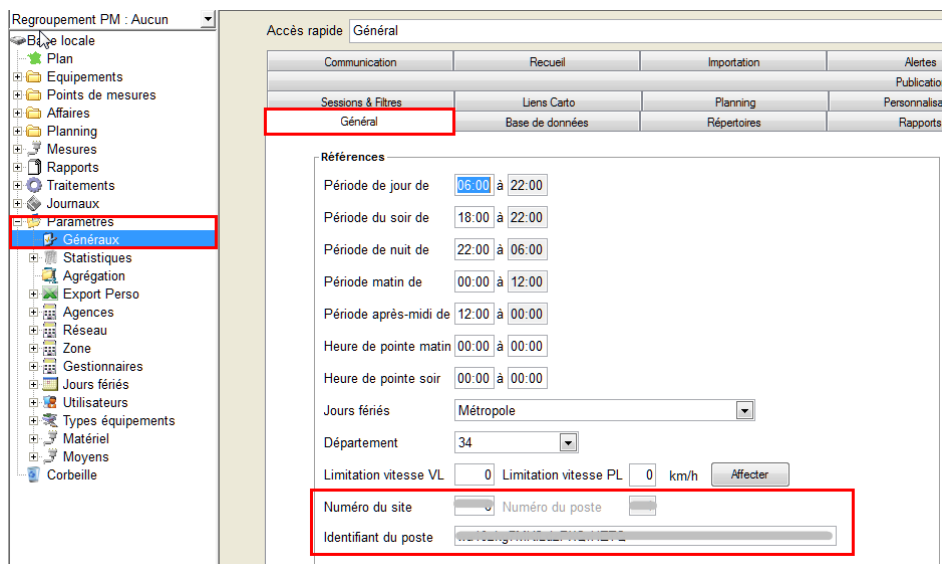 Regroupement PM : Aucun
Base locale
Plan
Equipements
Points de mesures
Affaires
Planning
Mesures
Rapports
Traitements
Journaux
Paramètres
Généraux
Statistiques
Agrégation
Export Perso
Agences
Réseau
Zone
Gestionnaires
Jours fériés
Utilisateurs
Types équipements
Matériel
Moyens
Corbeille
Accès rapide Général
Communication Recueil Importation Alertes
Publicatio
Sessions & Filtres Liens Carto Planning Personnalisa
Général Base de données Répertoires Rapports
Références
Période de jour de 06:00 à 22:00
Période du soir de 18:00 à 22:00
Période de nuit de 22:00 à 06:00
Période matin de 00:00 à 12:00
Période après-midi de 12:00 à 00:00
Heure de pointe matin 00:00 à 00:00
Heure de pointe soir 00:00 à 00:00
Jours fériés Métropole
Département 34
Limitation vitesse VL 0 Limitation vitesse PL 0 km/h Affecter
Numéro du site Numéro du poste
Identifiant du poste